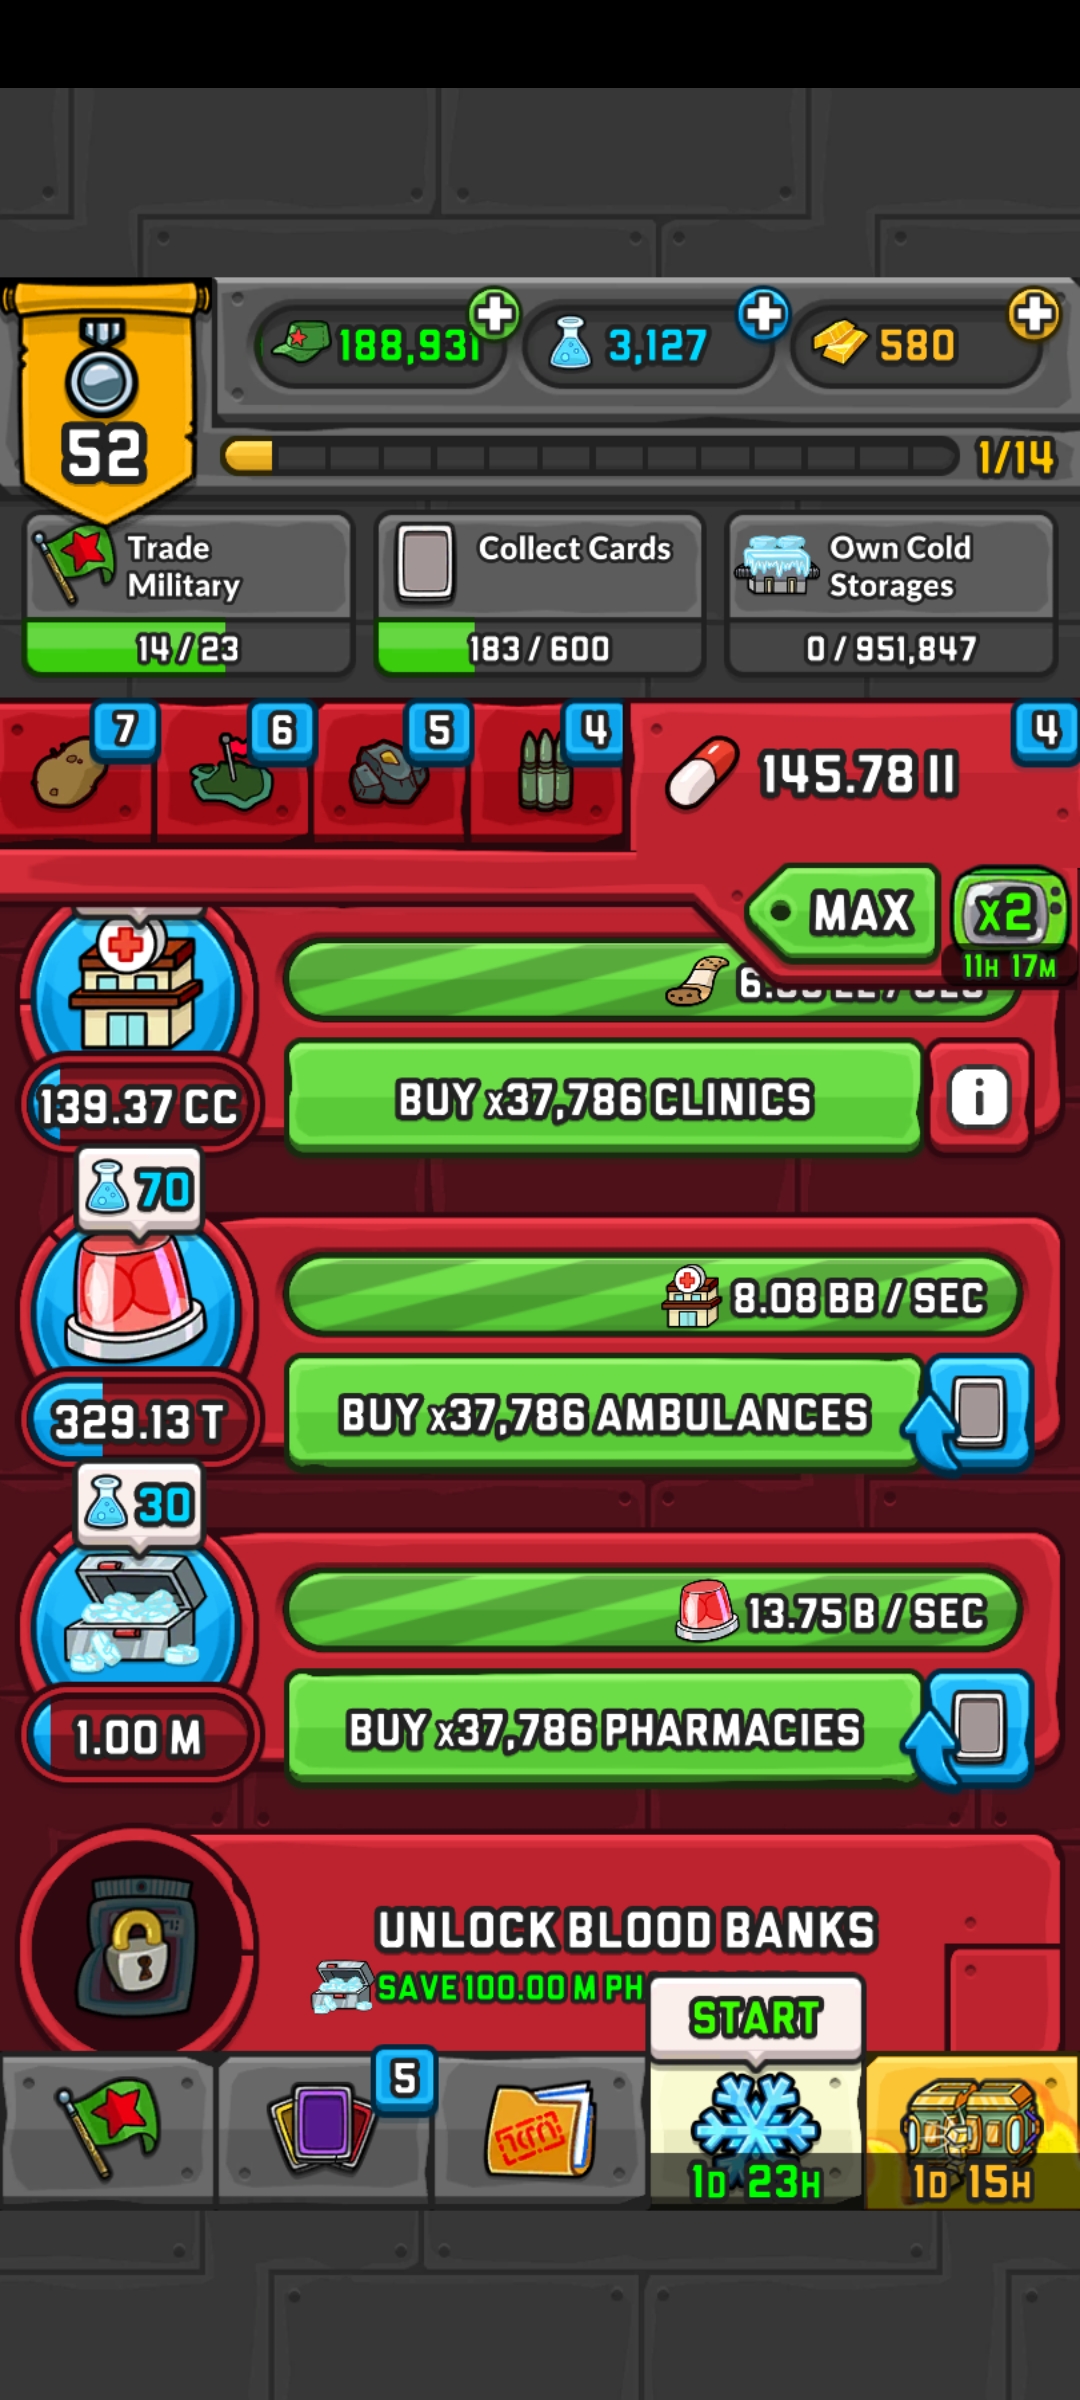 188,931
3,127
580
52
1/14
Trade
Military
14 / 23
Collect Cards
183 / 600
Own Cold
Storages
0 / 951,847
7
6
5
4
145.78 II
4
MAX
x2
11H 17M
139.37 CC
BUY x37,786 CLINICS
i
70
8.08 BB / SEC
329.13 T
BUY x37,786 AMBULANCES
30
13.75 B / SEC
1.00 M
BUY x37,786 PHARMACIES
UNLOCK BLOOD BANKS
SAVE 100.00 M PH
START
5
1D 23H
1D 15H